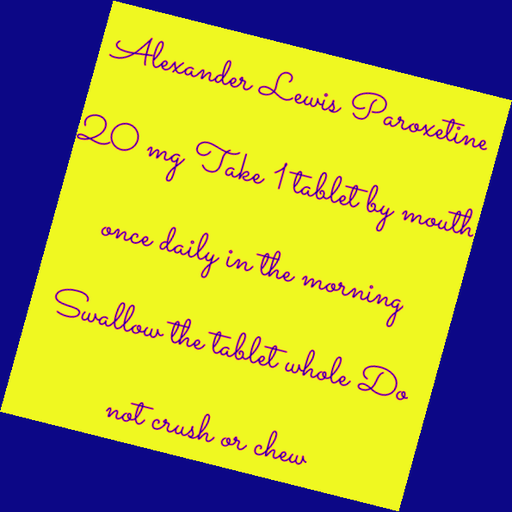 Alexander Lewis Paroxetine
20 mg Take 1 tablet by mouth
once daily in the morning
Swallow the tablet whole Do
not crush or chew